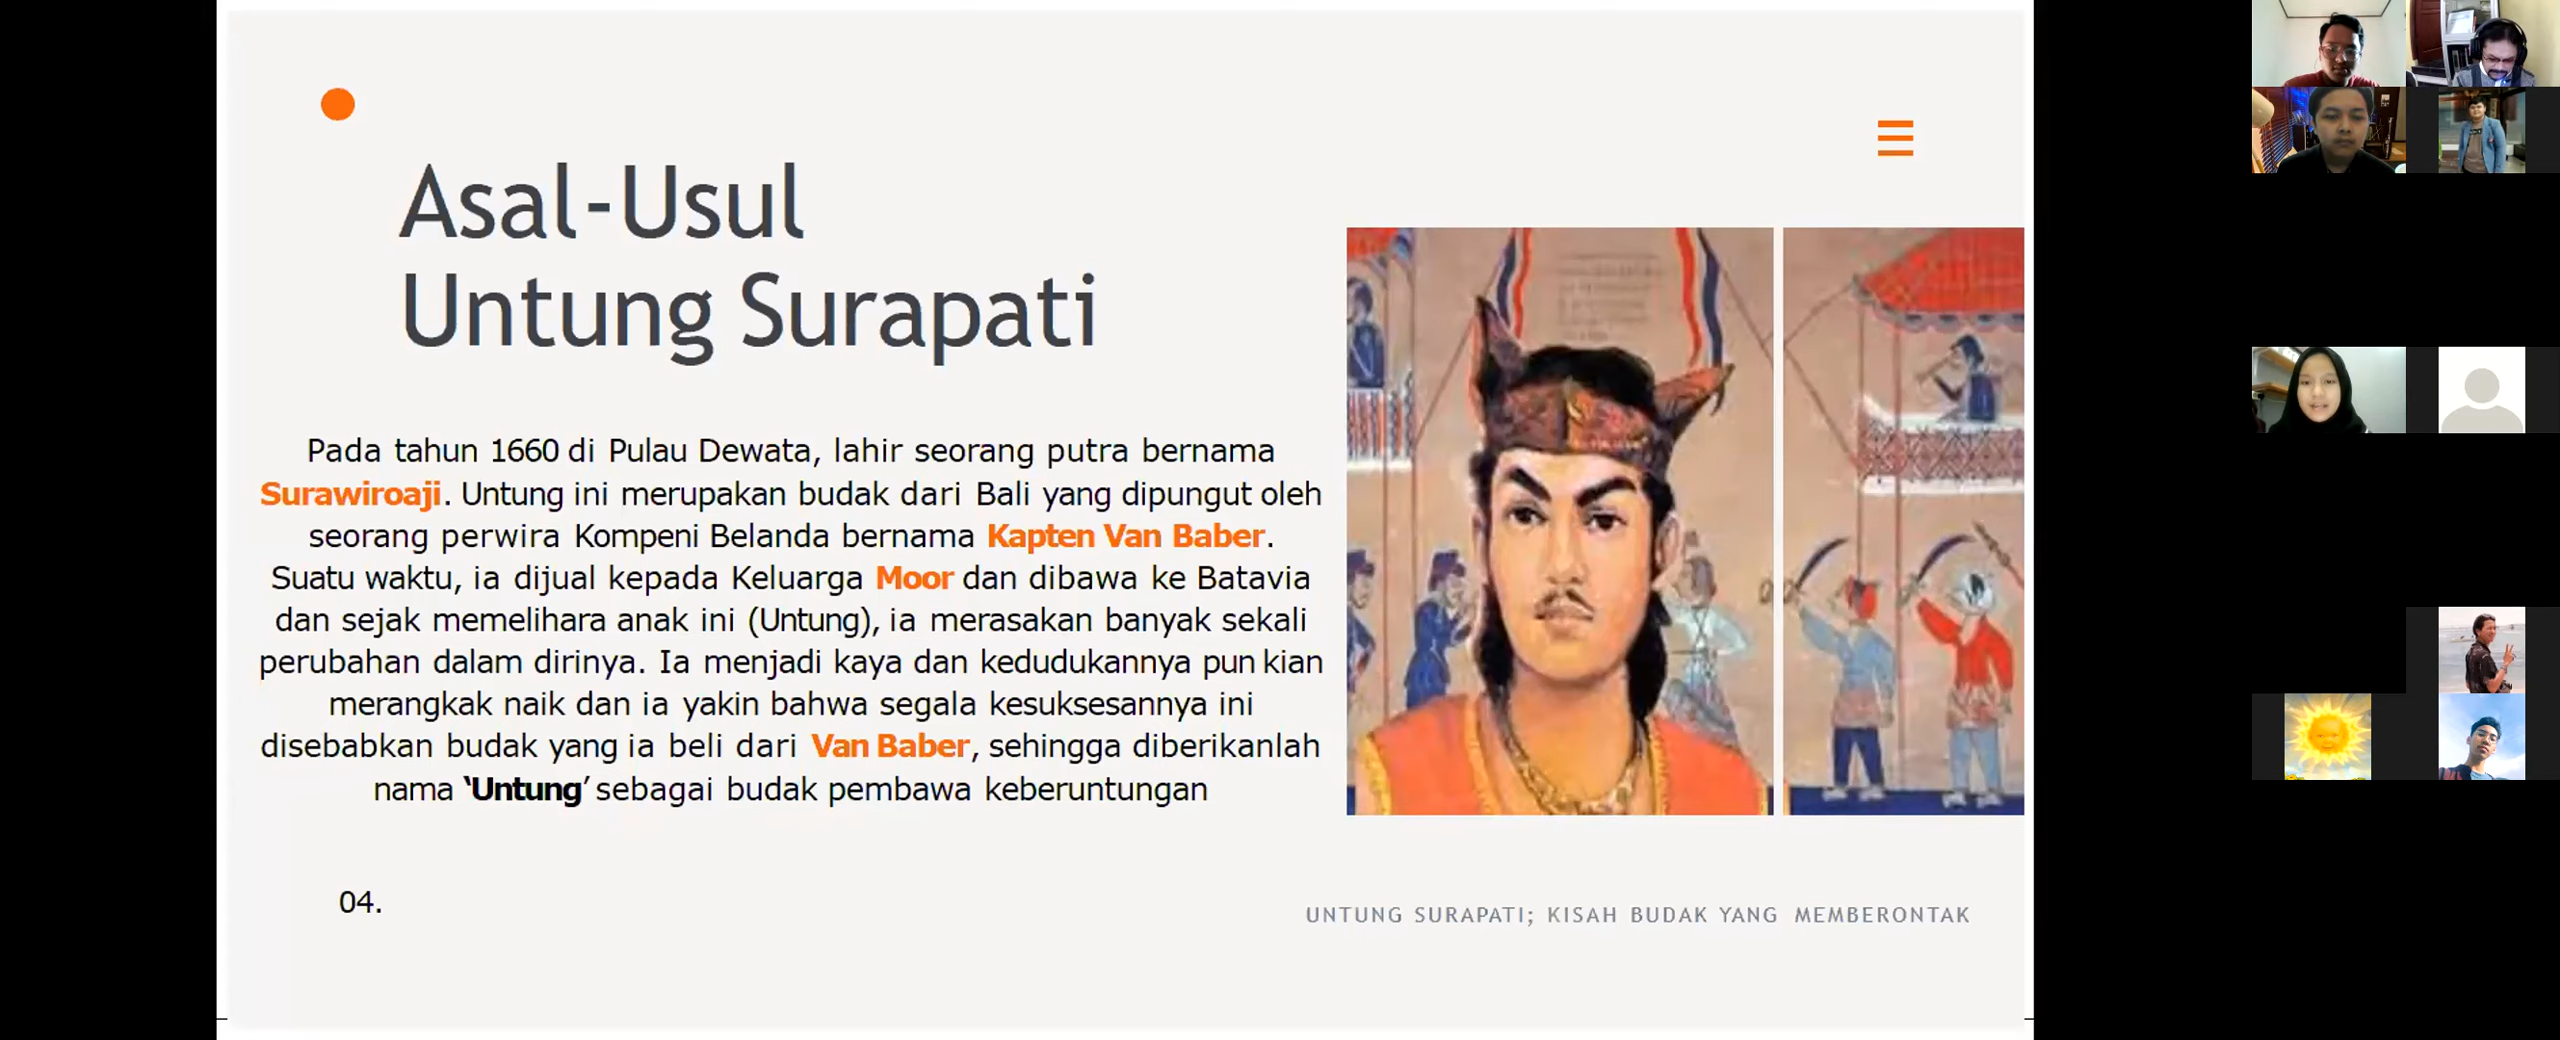 Asal-Usul
Untung Surapati
Pada tahun 1660 di Pulau Dewata, lahir seorang putra bernama
Surawiroaji. Untung ini merupakan budak dari Bali yang dipungut oleh
seorang perwira Kompeni Belanda bernama Kapten Van Baber.
Suatu waktu, ia dijual kepada Keluarga Moor dan dibawa ke Batavia
dan sejak memelihara anak ini (Untung), ia merasakan banyak sekali
perubahan dalam dirinya. Ia menjadi kaya dan kedudukannya pun kian
merangkak naik dan ia yakin bahwa segala kesuksesannya ini
disebabkan budak yang ia beli dari Van Baber, sehingga diberikanlah
nama ‘Untung’ sebagai budak pembawa keberuntungan
04.
UNTUNG SURAPATI; KISAH BUDAK YANG MEMBERONTAK